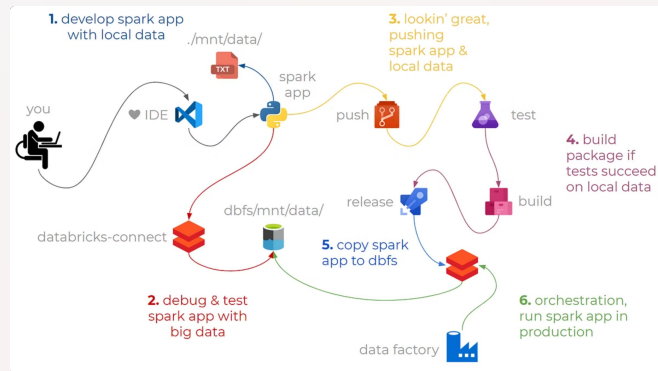 1. develop spark app
with local data
./mnt/data/
TXT
spark
app
3. lookin' great,
pushing
spark app &
local data
you
♥ IDE
push
test
4. build
package if
tests succeed
on local data
dbfs/mnt/data/
release
build
databricks-connect
5. copy spark
app to dbfs
2. debug & test
spark app with
big data
6. orchestration,
run spark app in
production
data factory